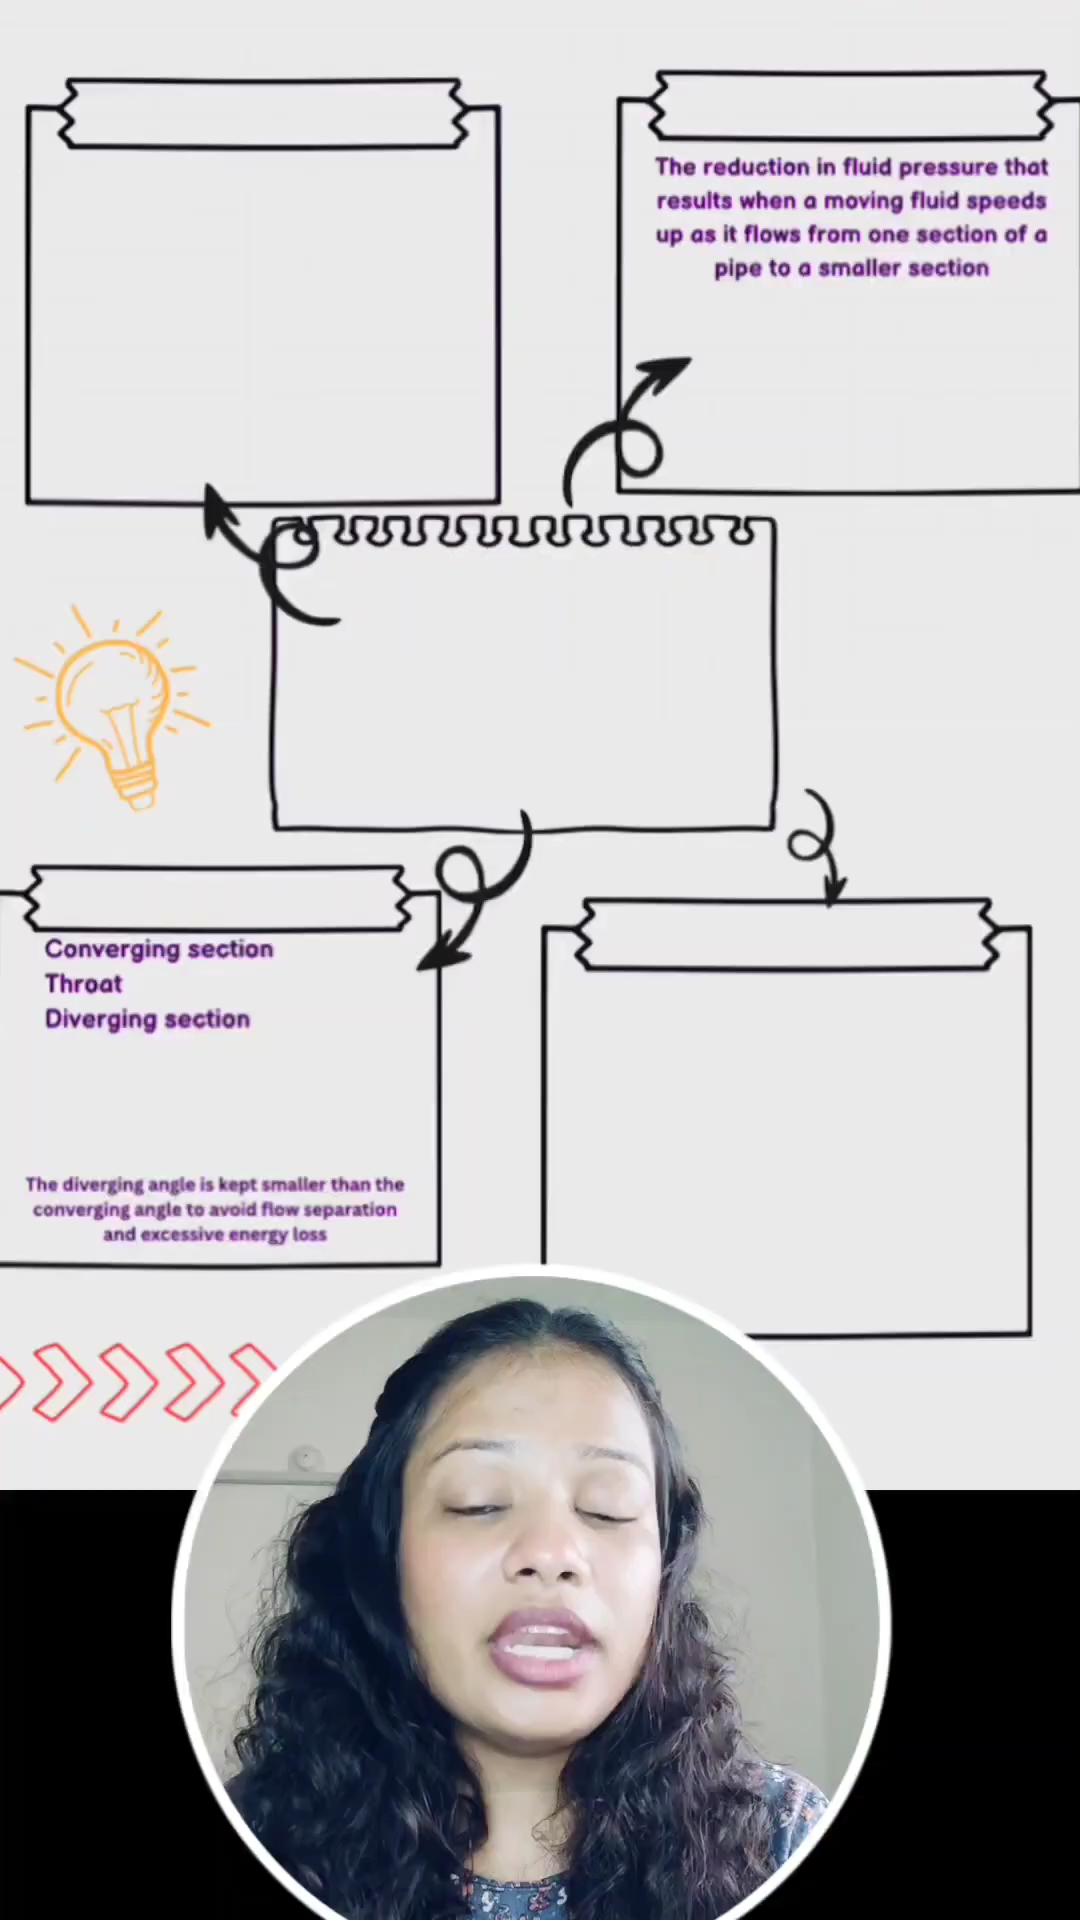 The reduction in fluid pressure that
results when a moving fluid speeds
up as it flows from one section of a
pipe to a smaller section
Converging section
Throat
Diverging section
The diverging angle is kept smaller than the
converging angle to avoid flow separation
and excessive energy loss